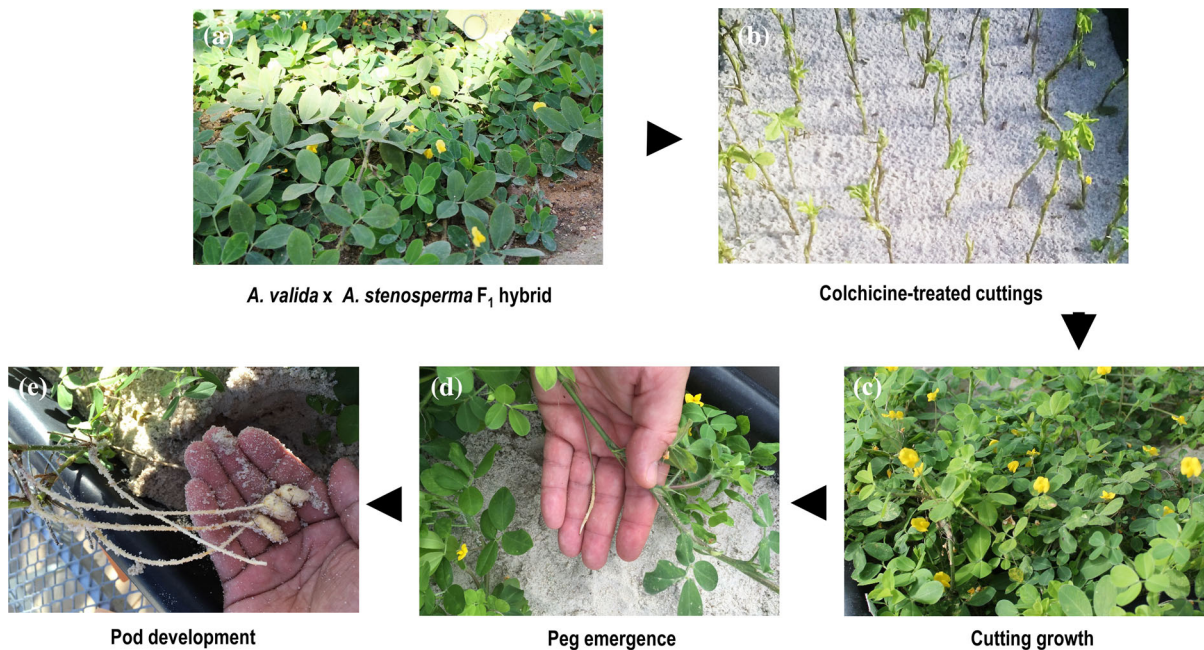 (a)
A. valida x A. stenosperma F₁ hybrid
(b)
Colchicine-treated cuttings
(c)
Cutting growth
(d)
Peg emergence
(e)
Pod development